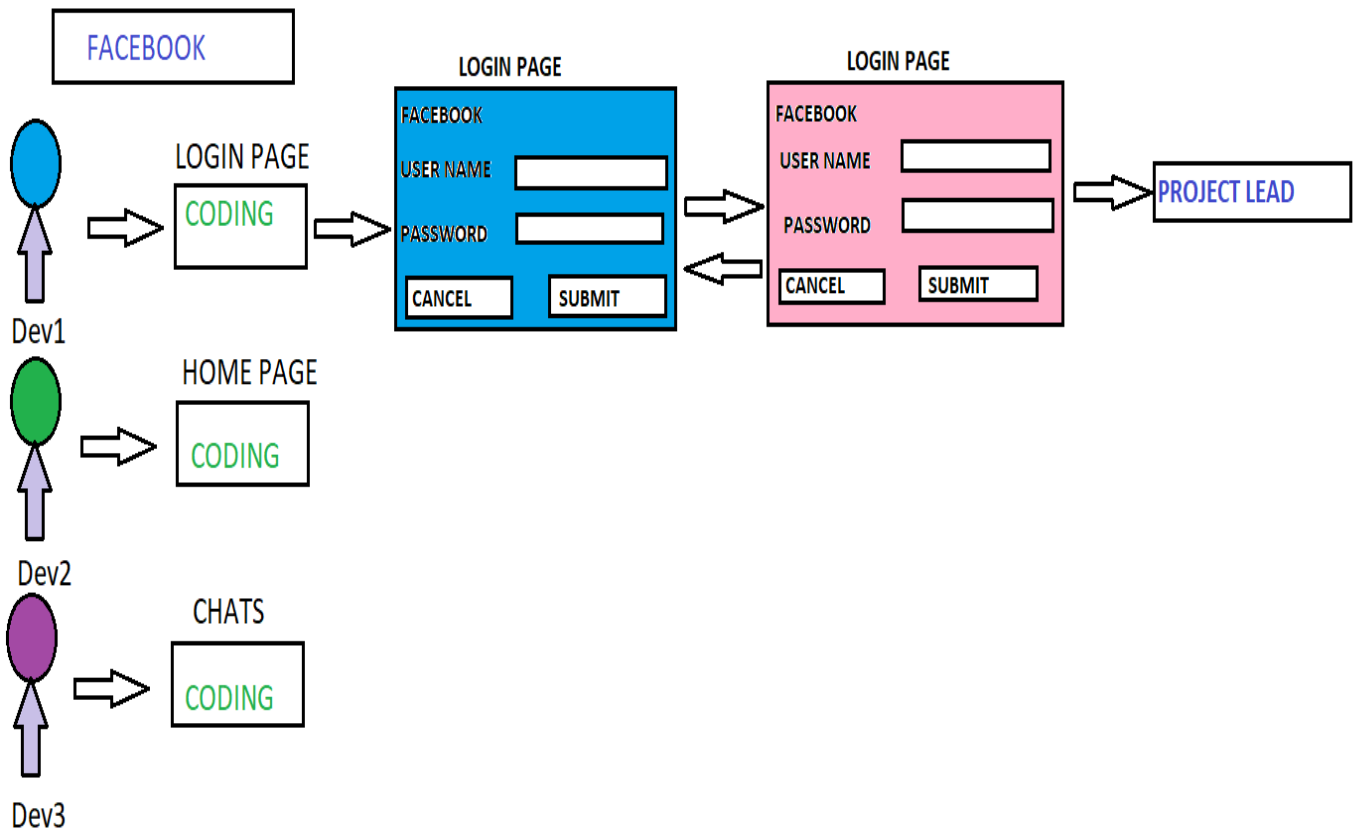 FACEBOOK
LOGIN PAGE
LOGIN PAGE
FACEBOOK
USER NAME
PASSWORD
CANCEL SUBMIT
FACEBOOK
USER NAME
PASSWORD
CANCEL SUBMIT
PROJECT LEAD
LOGIN PAGE
CODING
Dev1
HOME PAGE
CODING
Dev2
CHATS
CODING
Dev3